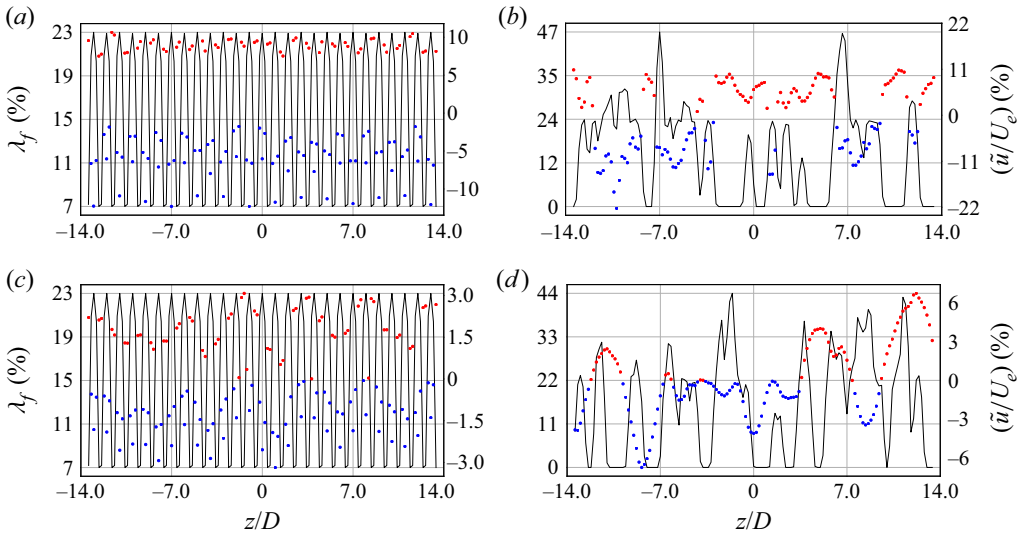 (a) (b)
23 10 47 22
19 5 35 11
λf (%) 15 0 (ũ/Ue) (%) 24 0
11 −5 12 −11
7 −10 0 −22
−14.0 −7.0 0 7.0 14.0 −14.0 −7.0 0 7.0 14.0
(c) (d)
23 3.0 44 6
19 1.5 33 3
λf (%) 15 0 22 0 (ũ/Ue) (%)
11 −1.5 11 −3
7 −3.0 0 −6
−14.0 −7.0 0 7.0 14.0 −14.0 −7.0 0 7.0 14.0
z/D z/D